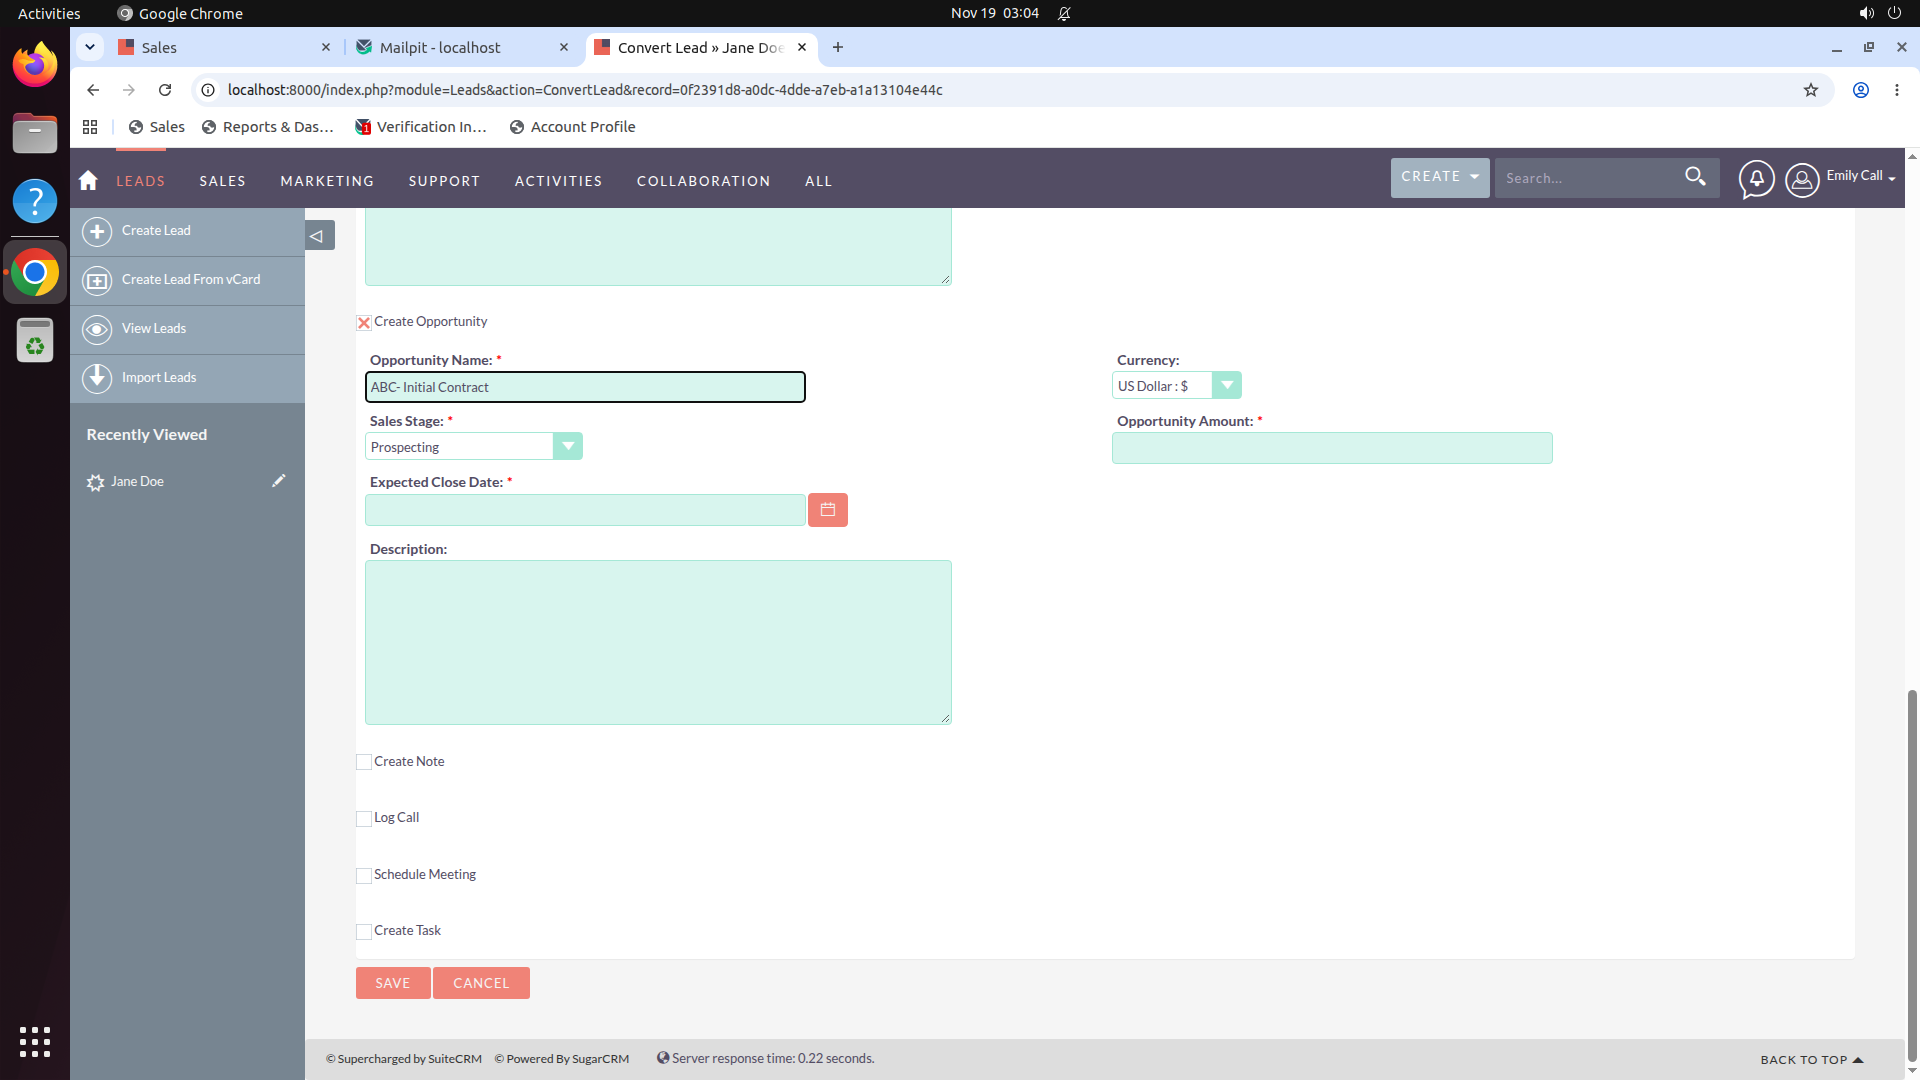 Activities
Google Chrome
Nov 19 03:04
Sales
Mailpit - localhost
Convert Lead » Jane Doe
localhost:8000/index.php?module=Leads&action=ConvertLead&record=0f2391d8-a0dc-4dde-a7eb-a1a13104e44c
Sales
Reports & Das...
1
Verification In...
Account Profile
LEADS
SALES
MARKETING
SUPPORT
ACTIVITIES
COLLABORATION
ALL
CREATE
Search...
Emily Call
Create Lead
Create Lead From vCard
View Leads
Import Leads
Recently Viewed
Jane Doe
Create Opportunity
Opportunity Name: *
Currency:
ABC- Initial Contract
US Dollar : $
Sales Stage: *
Opportunity Amount: *
Prospecting
Expected Close Date: *
Description:
Create Note
Log Call
Schedule Meeting
Create Task
SAVE
CANCEL
© Supercharged by SuiteCRM
© Powered By SugarCRM
Server response time: 0.22 seconds.
BACK TO TOP